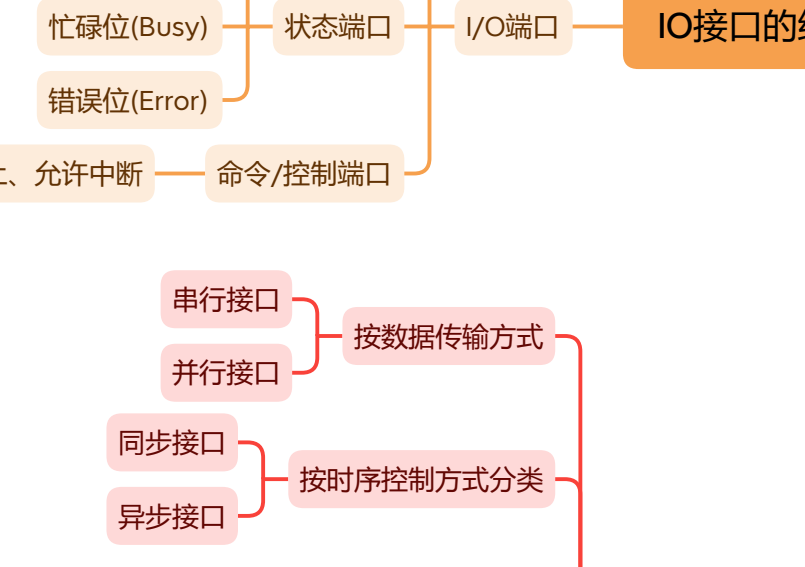 忙碌位(Busy)
状态端口
I/O端口
IO接口的
错误位(Error)
、允许中断
命令/控制端口
串行接口
按数据传输方式
并行接口
同步接口
按时序控制方式分类
异步接口